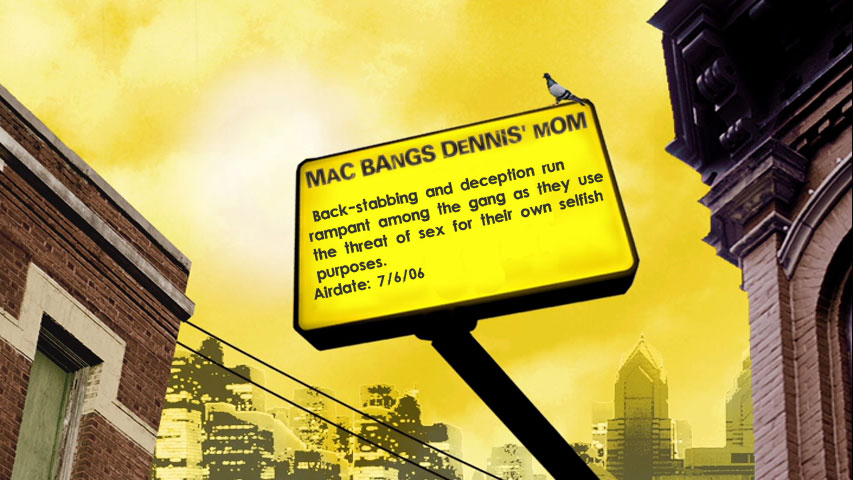 MAC BANGS DENNIS' MOM
Back-stabbing and deception run
rampant among the gang as they use
the threat of sex for their own selfish
purposes.
Airdate: 7/6/06